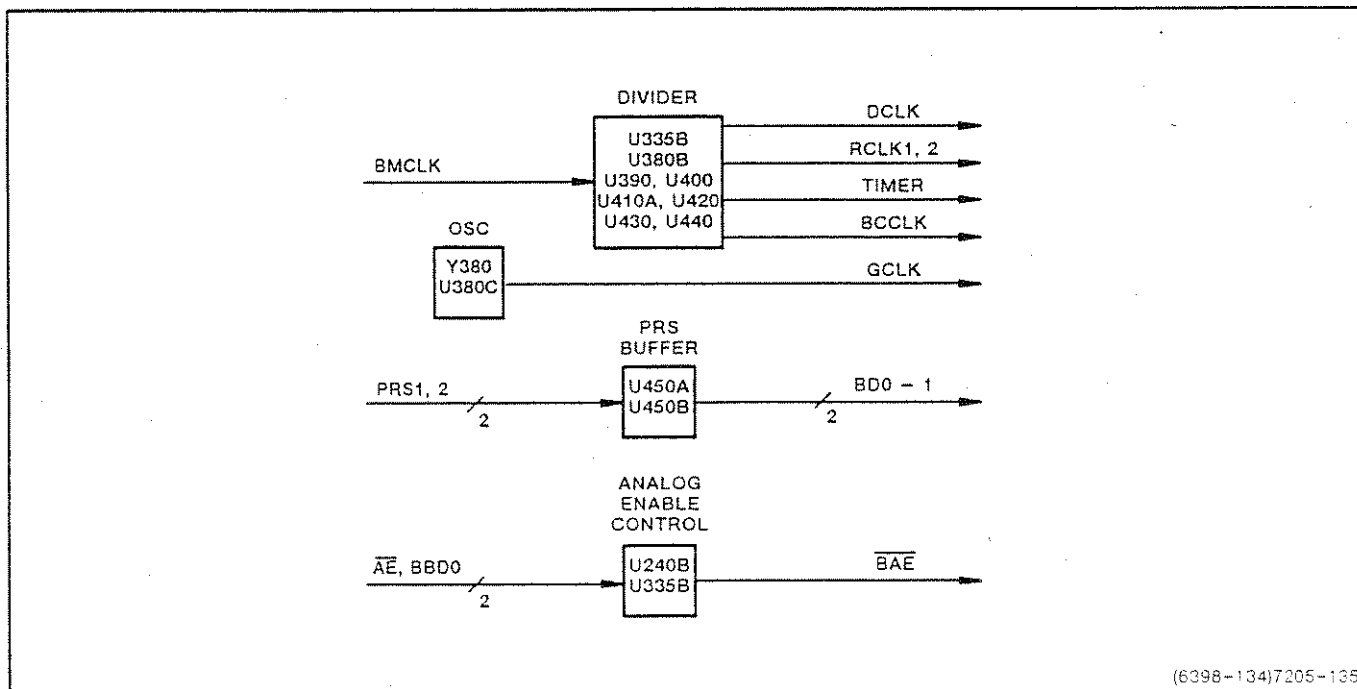 DIVIDER
U335B
U380B
U390, U400
U410A, U420
U430, U440
BMCLK
DCLK
RCLK1, 2
TIMER
BCCLK
OSC
Y380
U380C
GCLK
PRS
BUFFER
U450A
U450B
PRS1, 2
2
BD0 - 1
2
ANALOG
ENABLE
CONTROL
U240B
U335B
A̅E̅, BBD0
2
B̅A̅E̅
(6398-134)7205-135